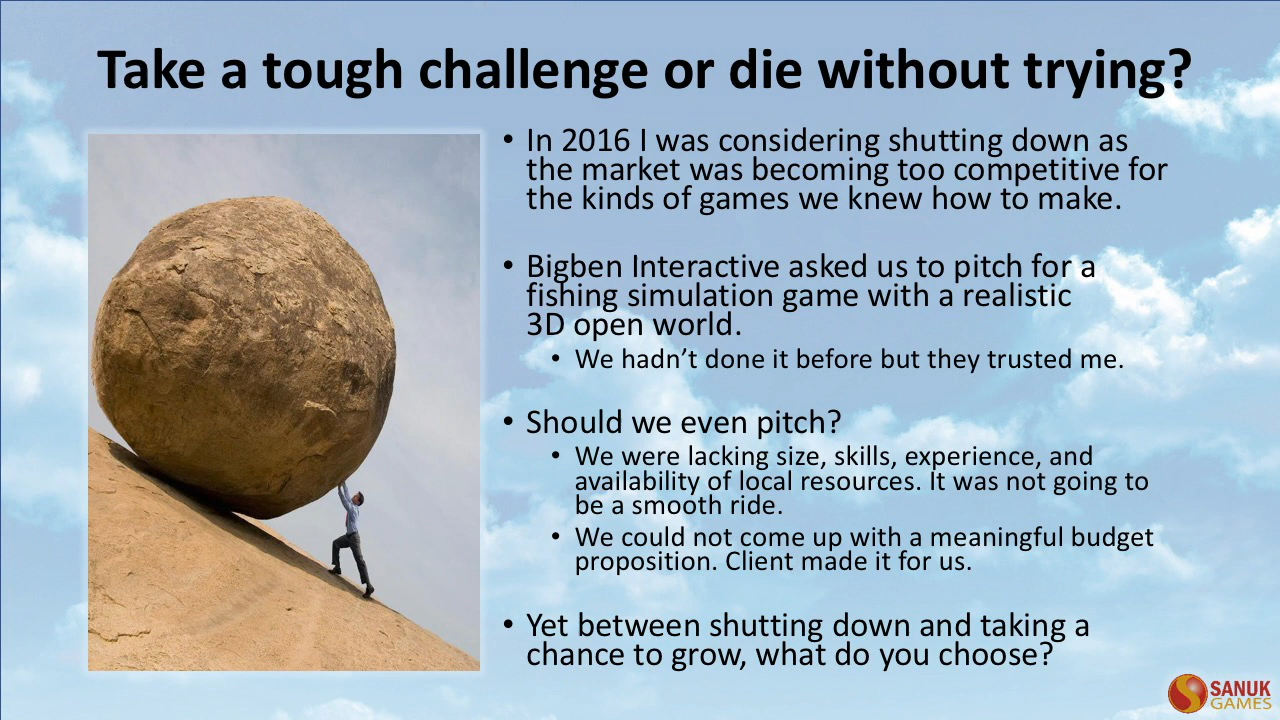 Take a tough challenge or die without trying?
• In 2016 I was considering shutting down as
the market was becoming too competitive for
the kinds of games we knew how to make.
• Bigben Interactive asked us to pitch for a
fishing simulation game with a realistic
3D open world.
• We hadn’t done it before but they trusted me.
• Should we even pitch?
• We were lacking size, skills, experience, and
availability of local resources. It was not going to
be a smooth ride.
• We could not come up with a meaningful budget
proposition. Client made it for us.
• Yet between shutting down and taking a
chance to grow, what do you choose?
SANUK
GAMES